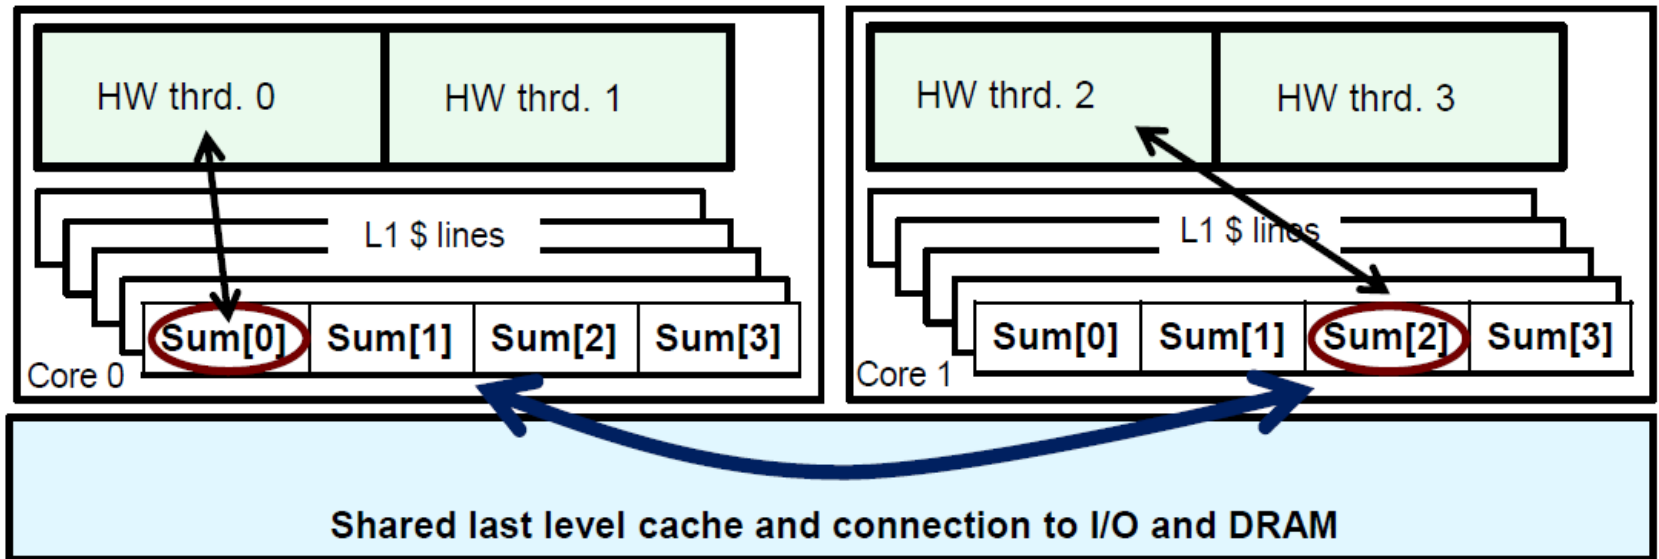 HW thrd. 0
HW thrd. 1
HW thrd. 2
HW thrd. 3
L1 $ lines
L1 $ lines
Sum[0] Sum[1] Sum[2] Sum[3]
Core 0
Sum[0] Sum[1] Sum[2] Sum[3]
Core 1
Shared last level cache and connection to I/O and DRAM